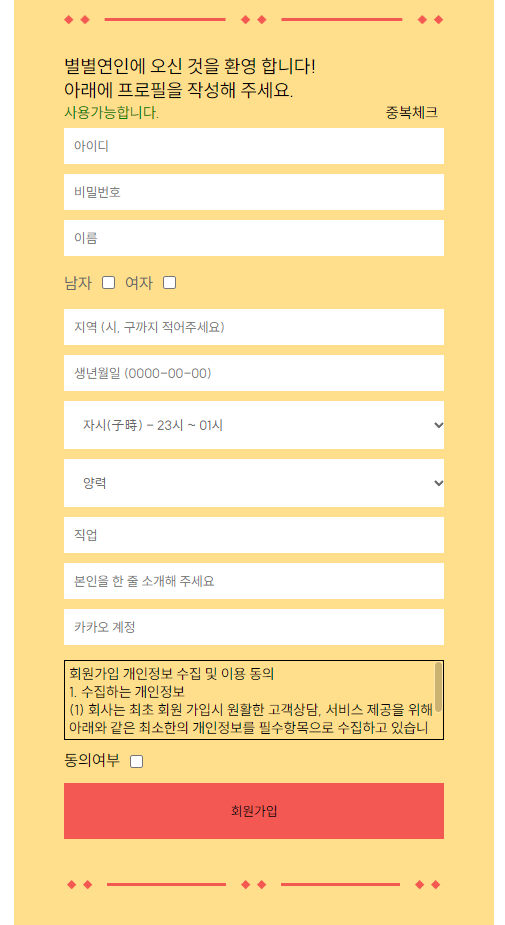 별별연인에 오신 것을 환영 합니다!
아래에 프로필을 작성해 주세요.
사용가능합니다. 중복체크
아이디
비밀번호
이름
남자 여자
지역 (시, 구까지 적어주세요)
생년월일 (0000-00-00)
자시(子時) - 23시 ~ 01시
양력
직업
본인을 한 줄 소개해 주세요
카카오 계정
회원가입 개인정보 수집 및 이용 동의
1. 수집하는 개인정보
(1) 회사는 최초 회원 가입시 원활한 고객상담, 서비스 제공을 위해
아래와 같은 최소한의 개인정보를 필수항목으로 수집하고 있습니
동의여부
회원가입